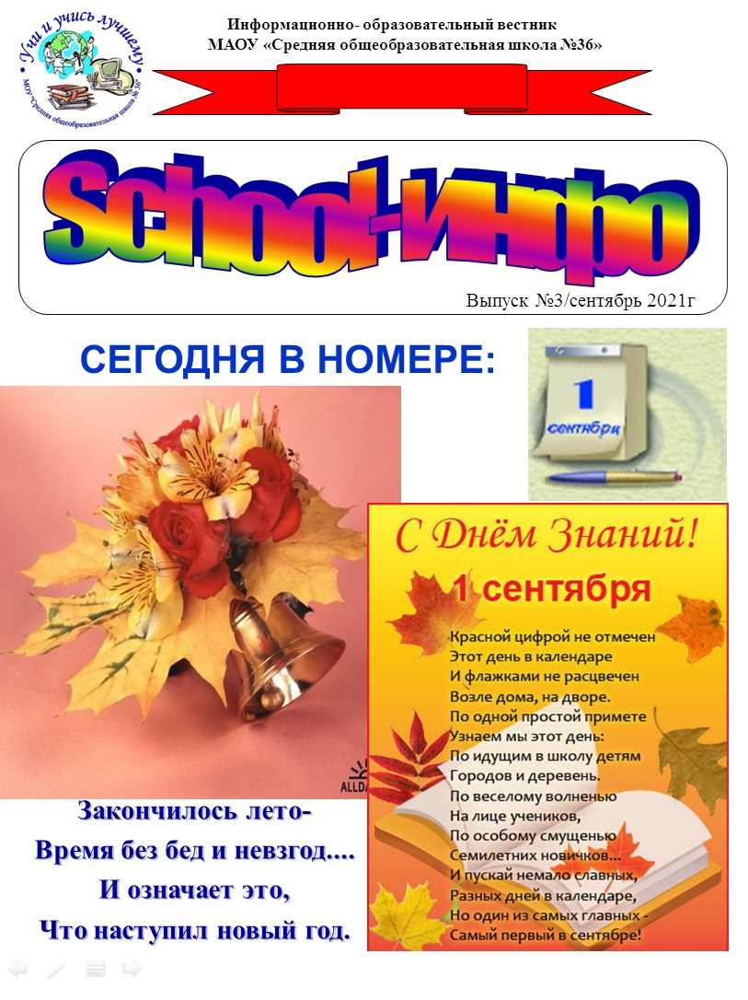 Учи и учись лучшему
МОУ "Средняя общеобразовательная школа № 36"
Информационно- образовательный вестник
МАОУ «Средняя общеобразовательная школа №36»
School-инфо
Выпуск №3/сентябрь 2021г
СЕГОДНЯ В НОМЕРЕ:
1
сентября
С Днём Знаний!
1 сентября
Красной цифрой не отмечен
Этот день в календаре
И флажками не расцвечен
Возле дома, на дворе.
По одной простой примете
Узнаем мы этот день:
По идущим в школу детям
Городов и деревень.
По веселому волненью
На лице учеников,
По особому смущенью
Семилетних новичков...
И пускай немало славных,
Разных дней в календаре,
Но один из самых главных -
Самый первый в сентябре!
Закончилось лето-
Время без бед и невзгод....
И означает это,
Что наступил новый год.